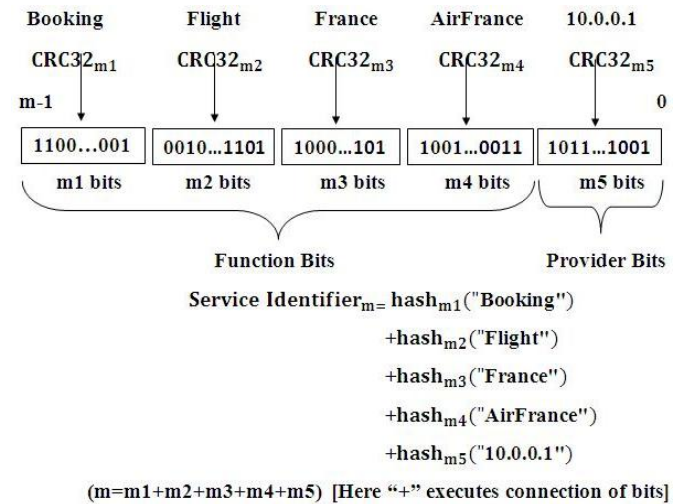 Booking Flight France AirFrance 10.0.0.1
CRC32m1 CRC32m2 CRC32m3 CRC32m4 CRC32m5
m-1 0
1100...001 0010...1101 1000...101 1001...0011 1011...1001
m1 bits m2 bits m3 bits m4 bits m5 bits
Function Bits Provider Bits
Service Identifierm= hashm1("Booking")
+hashm2("Flight")
+hashm3("France")
+hashm4("AirFrance")
+hashm5("10.0.0.1")
(m=m1+m2+m3+m4+m5) [Here “+” executes connection of bits]